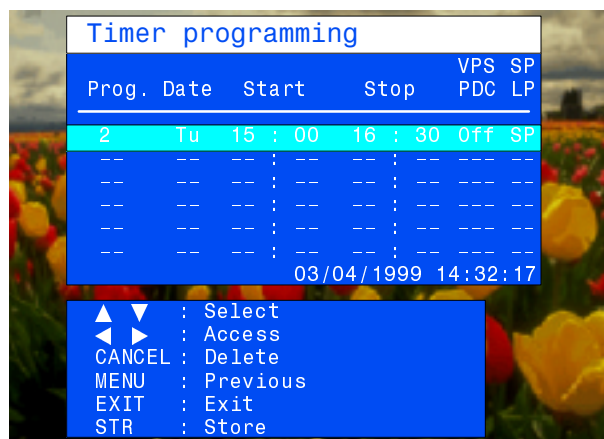 Timer programming
VPS SP
Prog. Date Start Stop PDC LP
2 Tu 15 : 00 16 : 30 Off SP
-- -- -- : -- -- : -- --- --
-- -- -- : -- -- : -- --- --
-- -- -- : -- -- : -- --- --
-- -- -- : -- -- : -- --- --
-- -- -- : -- -- : -- --- --
03/04/1999 14:32:17
▲ ▼ : Select
◀ ▶ : Access
CANCEL : Delete
MENU : Previous
EXIT : Exit
STR : Store